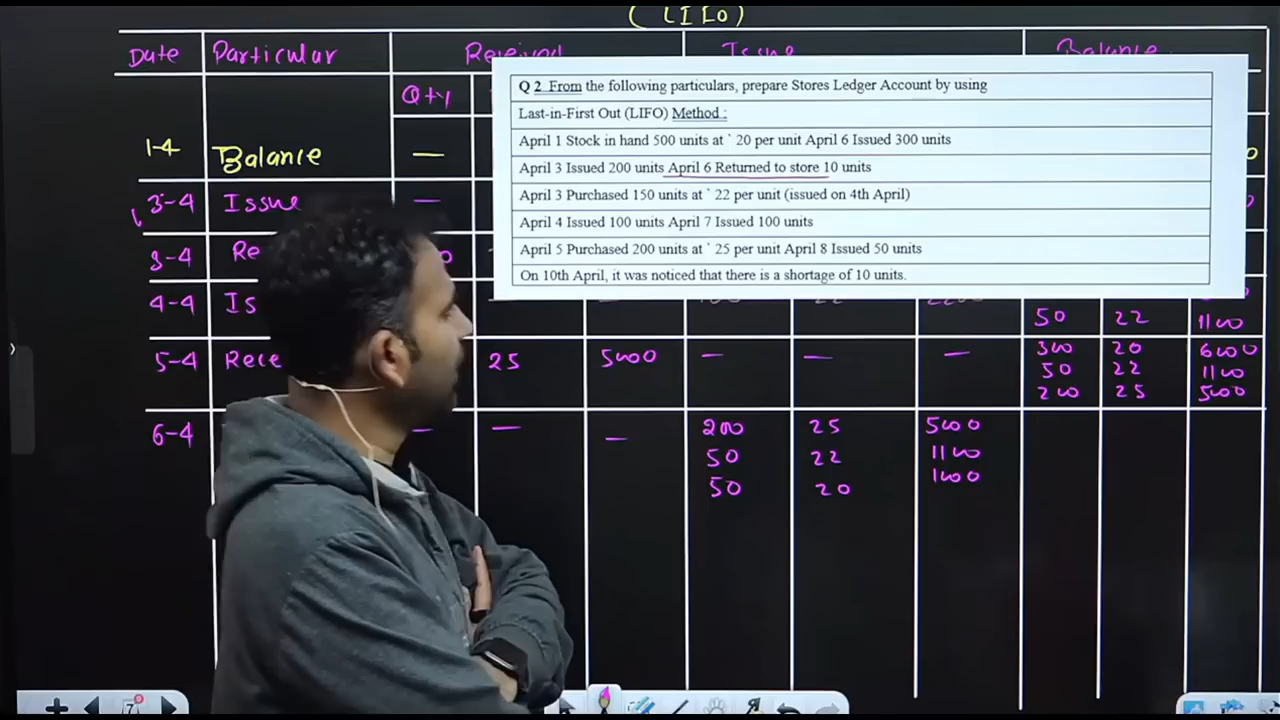 (LIFO)
Date Particular Received Issue Balance
Qty
Q 2 From the following particulars, prepare Stores Ledger Account by using
Last-in-First Out (LIFO) Method :
April 1 Stock in hand 500 units at ` 20 per unit April 6 Issued 300 units
April 3 Issued 200 units April 6 Returned to store 10 units
April 3 Purchased 150 units at ` 22 per unit (issued on 4th April)
April 4 Issued 100 units April 7 Issued 100 units
April 5 Purchased 200 units at ` 25 per unit April 8 Issued 50 units
On 10th April, it was noticed that there is a shortage of 10 units.
1-4 Balance —
3-4 Issue —
3-4
4-4
50 22 1100
5-4 25 5000 — — — 300 20 6000
50 22 1100
200 25 5000
6-4 — — — 200 25 5000
50 22 1100
50 20 1000